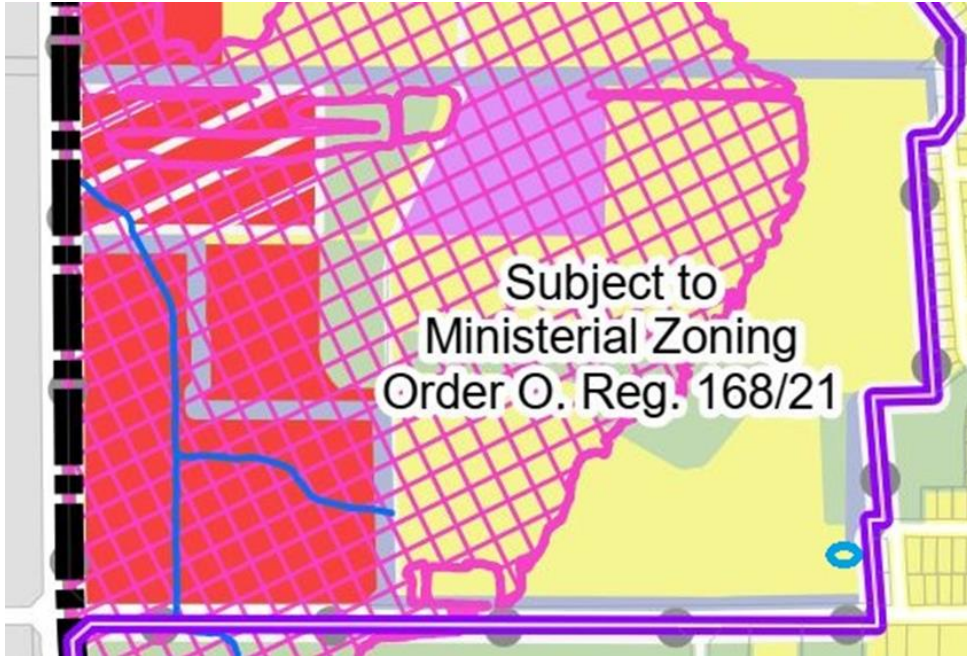 Subject to
Ministerial Zoning
Order O. Reg. 168/21